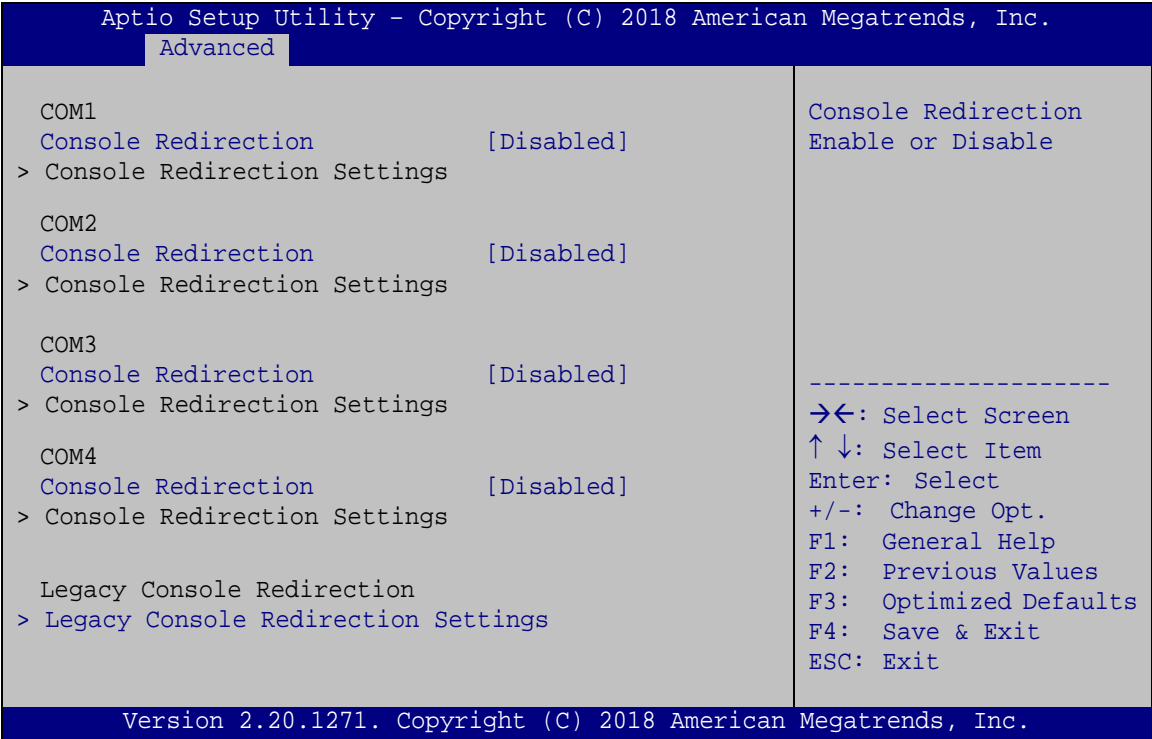 Aptio Setup Utility – Copyright (C) 2018 American Megatrends, Inc.
Advanced
COM1
Console Redirection [Disabled]
> Console Redirection Settings
COM2
Console Redirection [Disabled]
> Console Redirection Settings
COM3
Console Redirection [Disabled]
> Console Redirection Settings
COM4
Console Redirection [Disabled]
> Console Redirection Settings
Legacy Console Redirection
> Legacy Console Redirection Settings
Console Redirection
Enable or Disable
---------------------
→←: Select Screen
↑ ↓: Select Item
Enter: Select
+/-: Change Opt.
F1: General Help
F2: Previous Values
F3: Optimized Defaults
F4: Save & Exit
ESC: Exit
Version 2.20.1271. Copyright (C) 2018 American Megatrends, Inc.